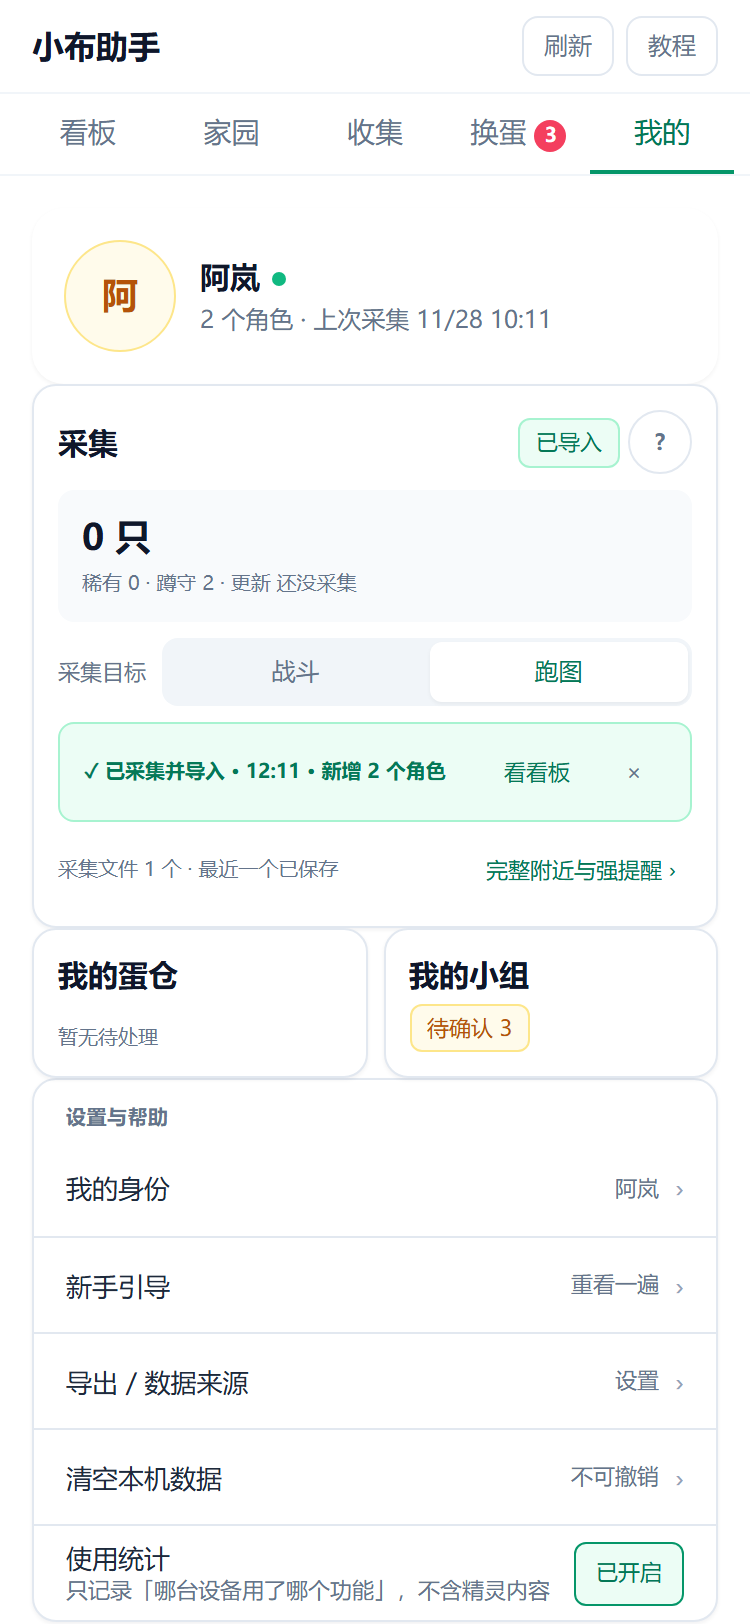 小布助手
刷新
教程
看板
家园
收集
换蛋 3
我的
阿
阿岚
2 个角色 · 上次采集 11/28 10:11
采集
已导入
?
0 只
稀有 0 · 蹲守 2 · 更新 还没采集
采集目标
战斗
跑图
✓ 已采集并导入 • 12:11 • 新增 2 个角色
看看板
×
采集文件 1 个 · 最近一个已保存
完整附近与强提醒 ›
我的蛋仓
暂无待处理
我的小组
待确认 3
设置与帮助
我的身份
阿岚 ›
新手引导
重看一遍 ›
导出 / 数据来源
设置 ›
清空本机数据
不可撤销 ›
使用统计
只记录「哪台设备用了哪个功能」，不含精灵内容
已开启